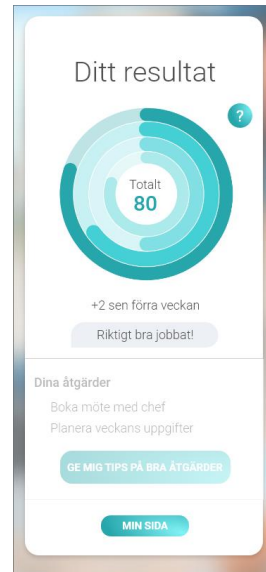 Ditt resultat
?
Totalt
80
+2 sen förra veckan
Riktigt bra jobbat!
Dina åtgärder
Boka möte med chef
Planera veckans uppgifter
GE MIG TIPS PÅ BRA ÅTGÄRDER
MIN SIDA